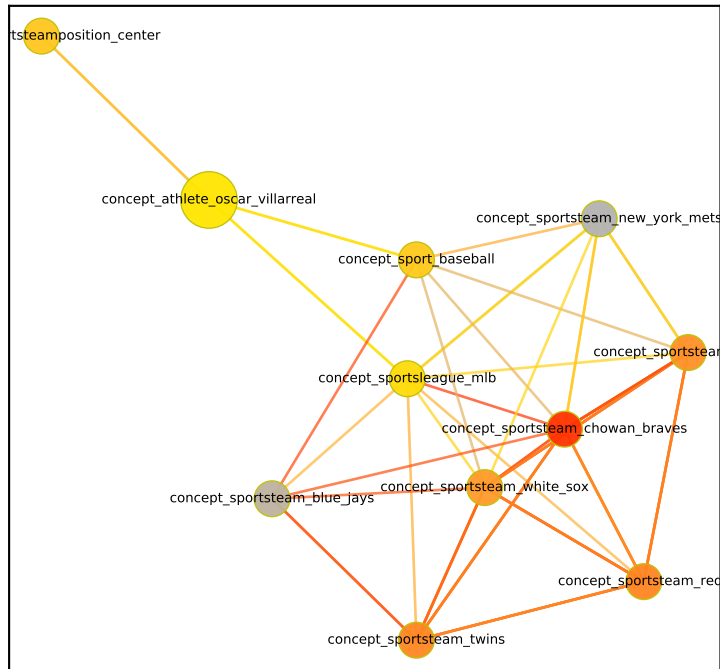 rtsteamposition_center
concept_athlete_oscar_villarreal
concept_sportsteam_new_york_mets
concept_sport_baseball
concept_sportsteam
concept_sportsleague_mlb
concept_sportsteam_chowan_braves
concept_sportsteam_white_sox
concept_sportsteam_blue_jays
concept_sportsteam_red
concept_sportsteam_twins